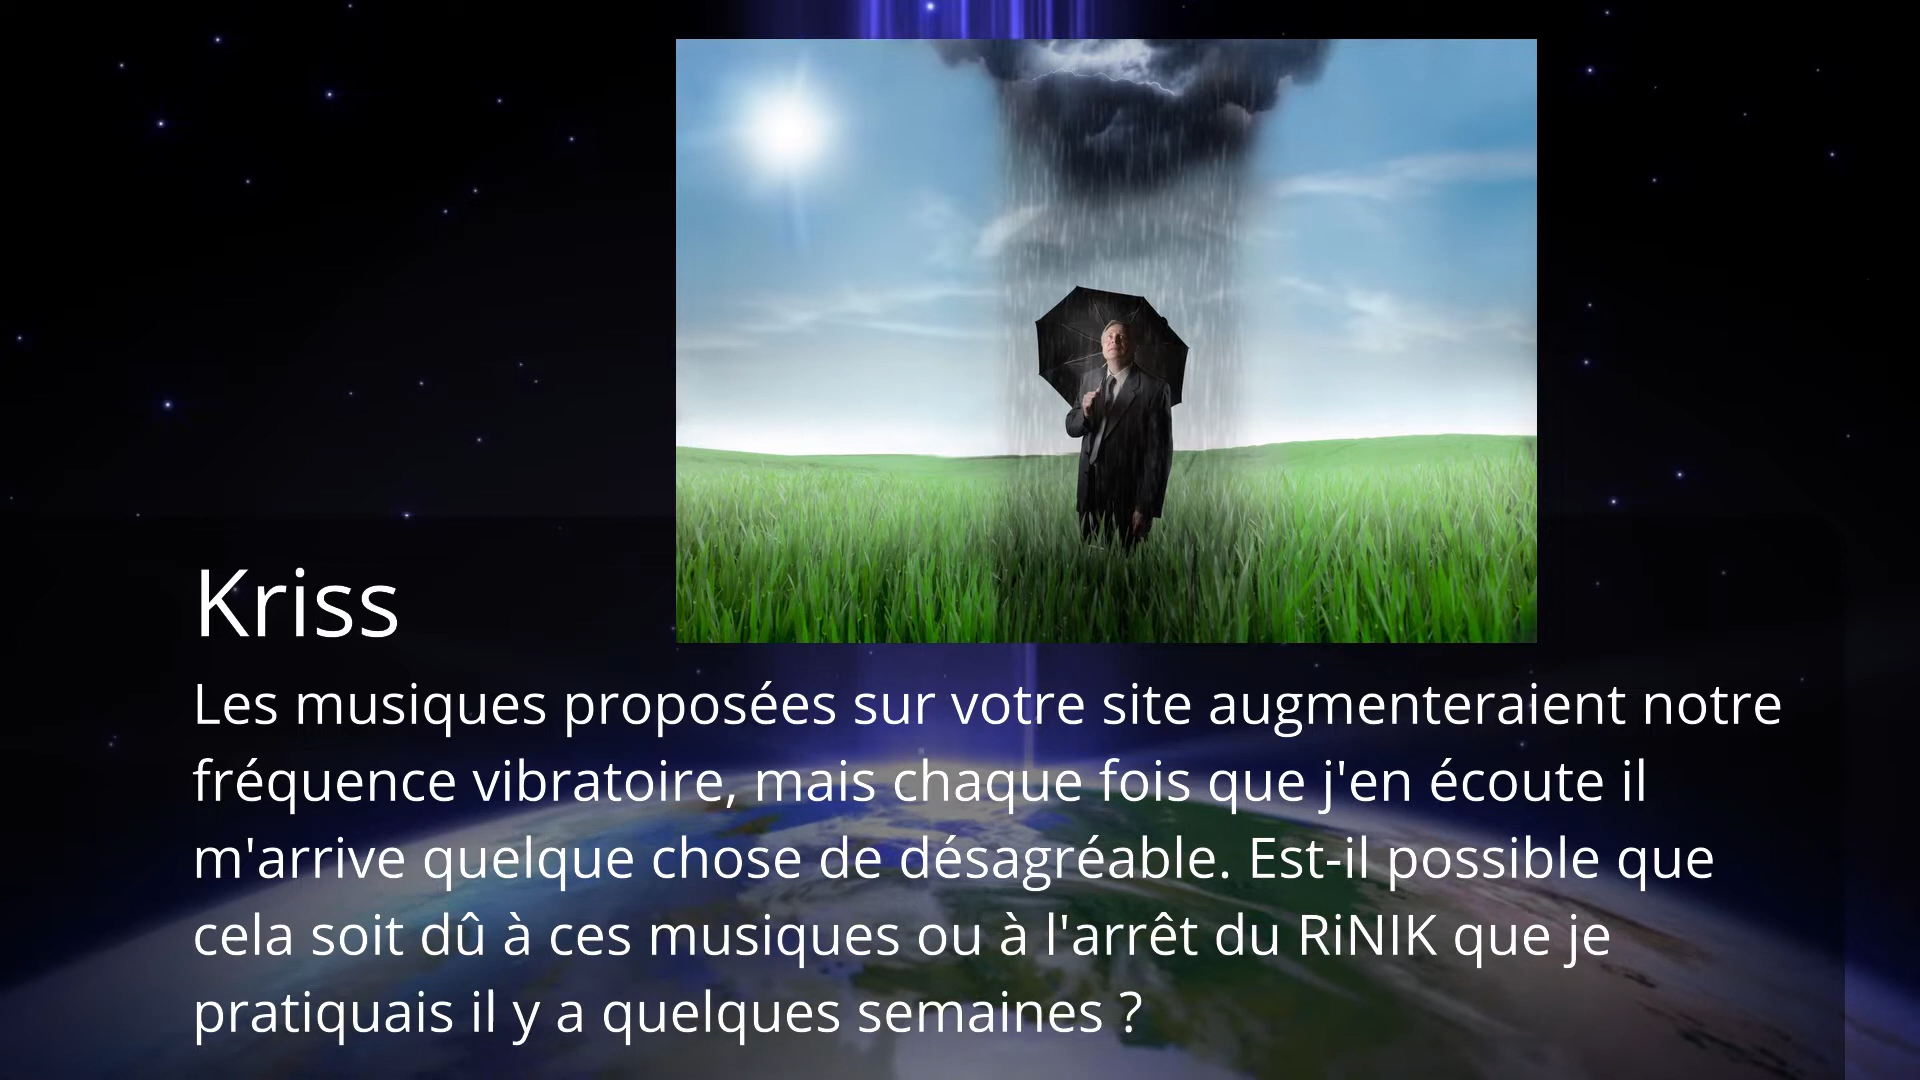 Kriss
Les musiques proposées sur votre site augmenteraient notre
fréquence vibratoire, mais chaque fois que j'en écoute il
m'arrive quelque chose de désagréable. Est-il possible que
cela soit dû à ces musiques ou à l'arrêt du RiNIK que je
pratiquais il y a quelques semaines ?